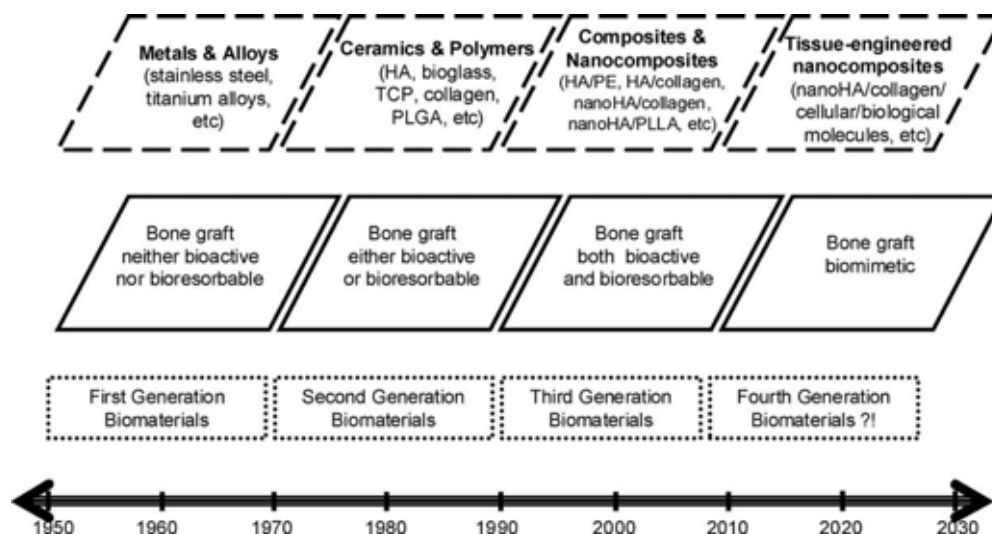 Metals & Alloys
(stainless steel,
titanium alloys,
etc)
Ceramics & Polymers
(HA, bioglass,
TCP, collagen,
PLGA, etc)
Composites &
Nanocomposites
(HA/PE, HA/collagen,
nanoHA/collagen,
nanoHA/PLLA, etc)
Tissue-engineered
nanocomposites
(nanoHA/collagen/
cellular/biological
molecules, etc)
Bone graft
neither bioactive
nor bioresorbable
Bone graft
either bioactive
or bioresorbable
Bone graft
both bioactive
and bioresorbable
Bone graft
biomimetic
First Generation
Biomaterials
Second Generation
Biomaterials
Third Generation
Biomaterials
Fourth Generation
Biomaterials ?!
1950 1960 1970 1980 1990 2000 2010 2020 2030